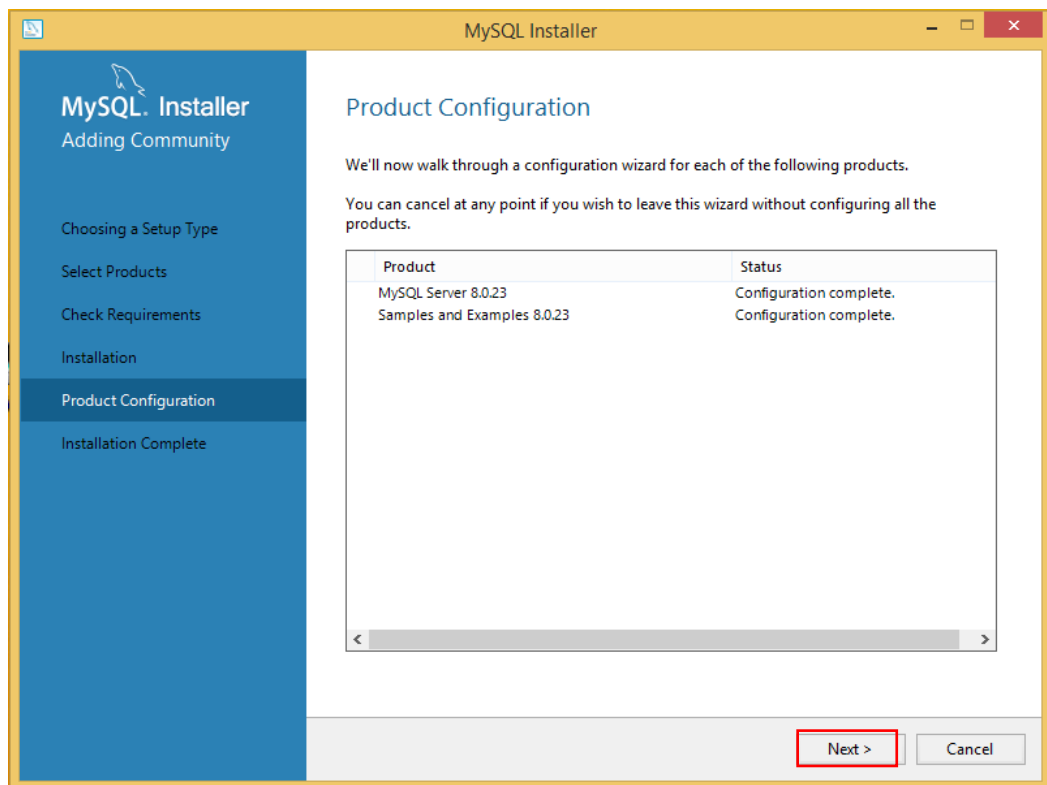 MySQL Installer
MySQL. Installer
Adding Community
Choosing a Setup Type
Select Products
Check Requirements
Installation
Product Configuration
Installation Complete
Product Configuration
We'll now walk through a configuration wizard for each of the following products.
You can cancel at any point if you wish to leave this wizard without configuring all the
products.
Product Status
MySQL Server 8.0.23 Configuration complete.
Samples and Examples 8.0.23 Configuration complete.
Next > Cancel